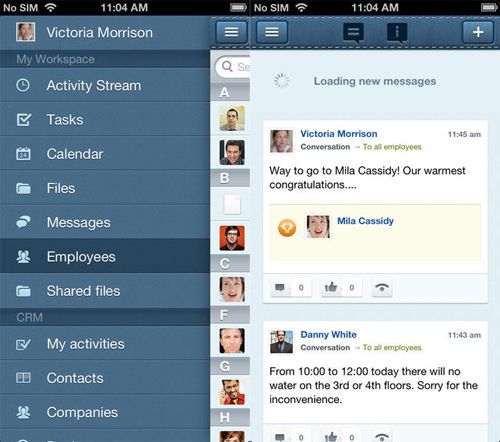 No SIM 11:04 AM
Victoria Morrison
My Workspace
Activity Stream
Tasks
24
Calendar
Files
Messages
Employees
Shared files
CRM
My activities
Contacts
Companies
Se
A
B
C
F
G
H
No SIM 11:04 AM
Loading new messages
Victoria Morrison 11:45 am
Conversation → To all employees
Way to go to Mila Cassidy! Our warmest
congratulations....
Mila Cassidy
0 0
Danny White 11:43 am
Conversation → To all employees
From 10:00 to 12:00 today there will no
water on the 3rd or 4th floors. Sorry for the
inconvenience.
0 0